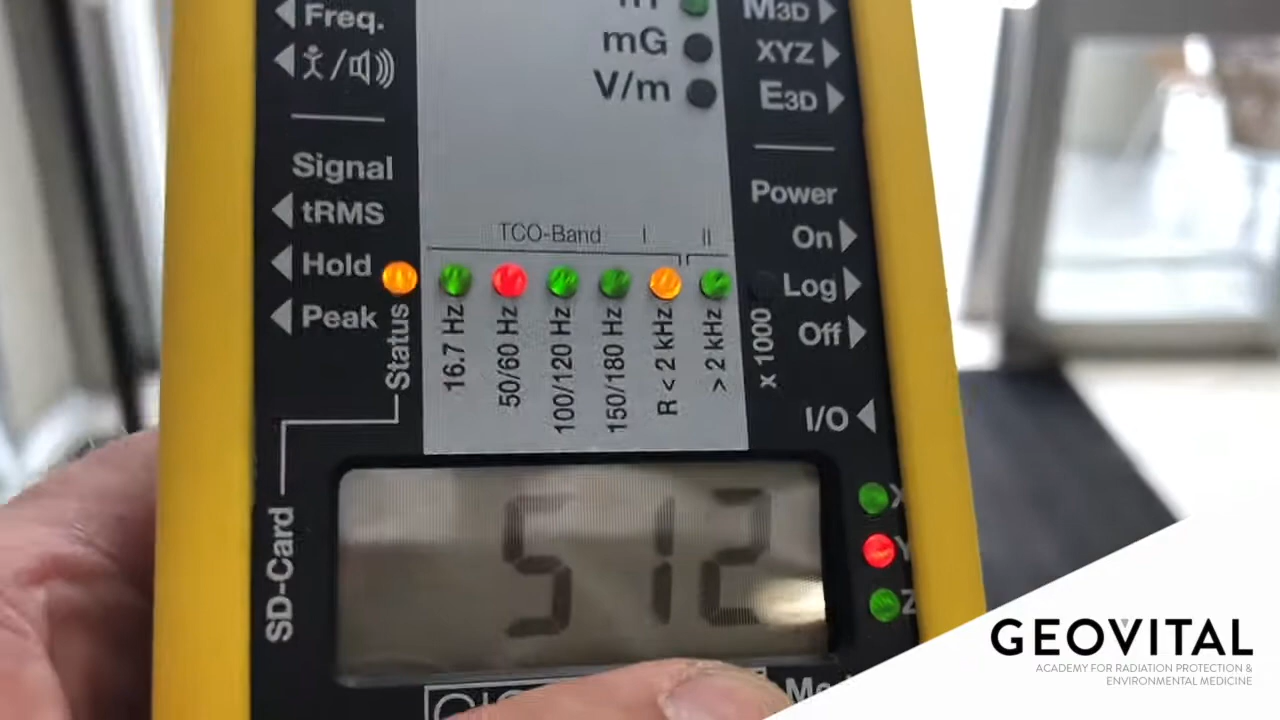 Freq.
mG
V/m
M3D
XYZ
E3D
Signal
tRMS
Hold
Peak
Status
SD-Card
TCO-Band I II
16.7 Hz
50/60 Hz
100/120 Hz
150/180 Hz
R < 2 kHz
> 2 kHz
x 1000
Power
On
Log
Off
I/O
512
X
Y
Z
GEOVITAL
ACADEMY FOR RADIATION PROTECTION &
ENVIRONMENTAL MEDICINE